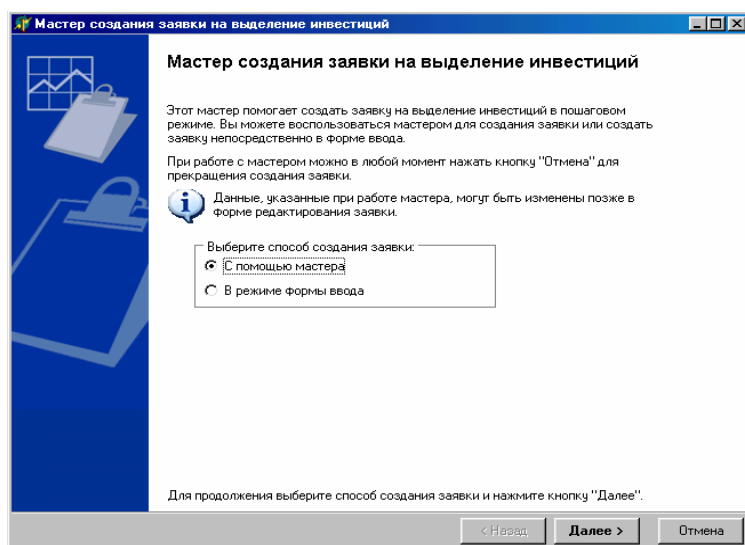 Мастер создания заявки на выделение инвестиций
Мастер создания заявки на выделение инвестиций
Этот мастер помогает создать заявку на выделение инвестиций в пошаговом
режиме. Вы можете воспользоваться мастером для создания заявки или создать
заявку непосредственно в форме ввода.
При работе с мастером можно в любой момент нажать кнопку "Отмена" для
прекращения создания заявки.
Данные, указанные при работе мастера, могут быть изменены позже в
форме редактирования заявки.
Выберите способ создания заявки:
С помощью мастера
В режиме формы ввода
Для продолжения выберите способ создания заявки и нажмите кнопку "Далее".
< Назад
Далее >
Отмена